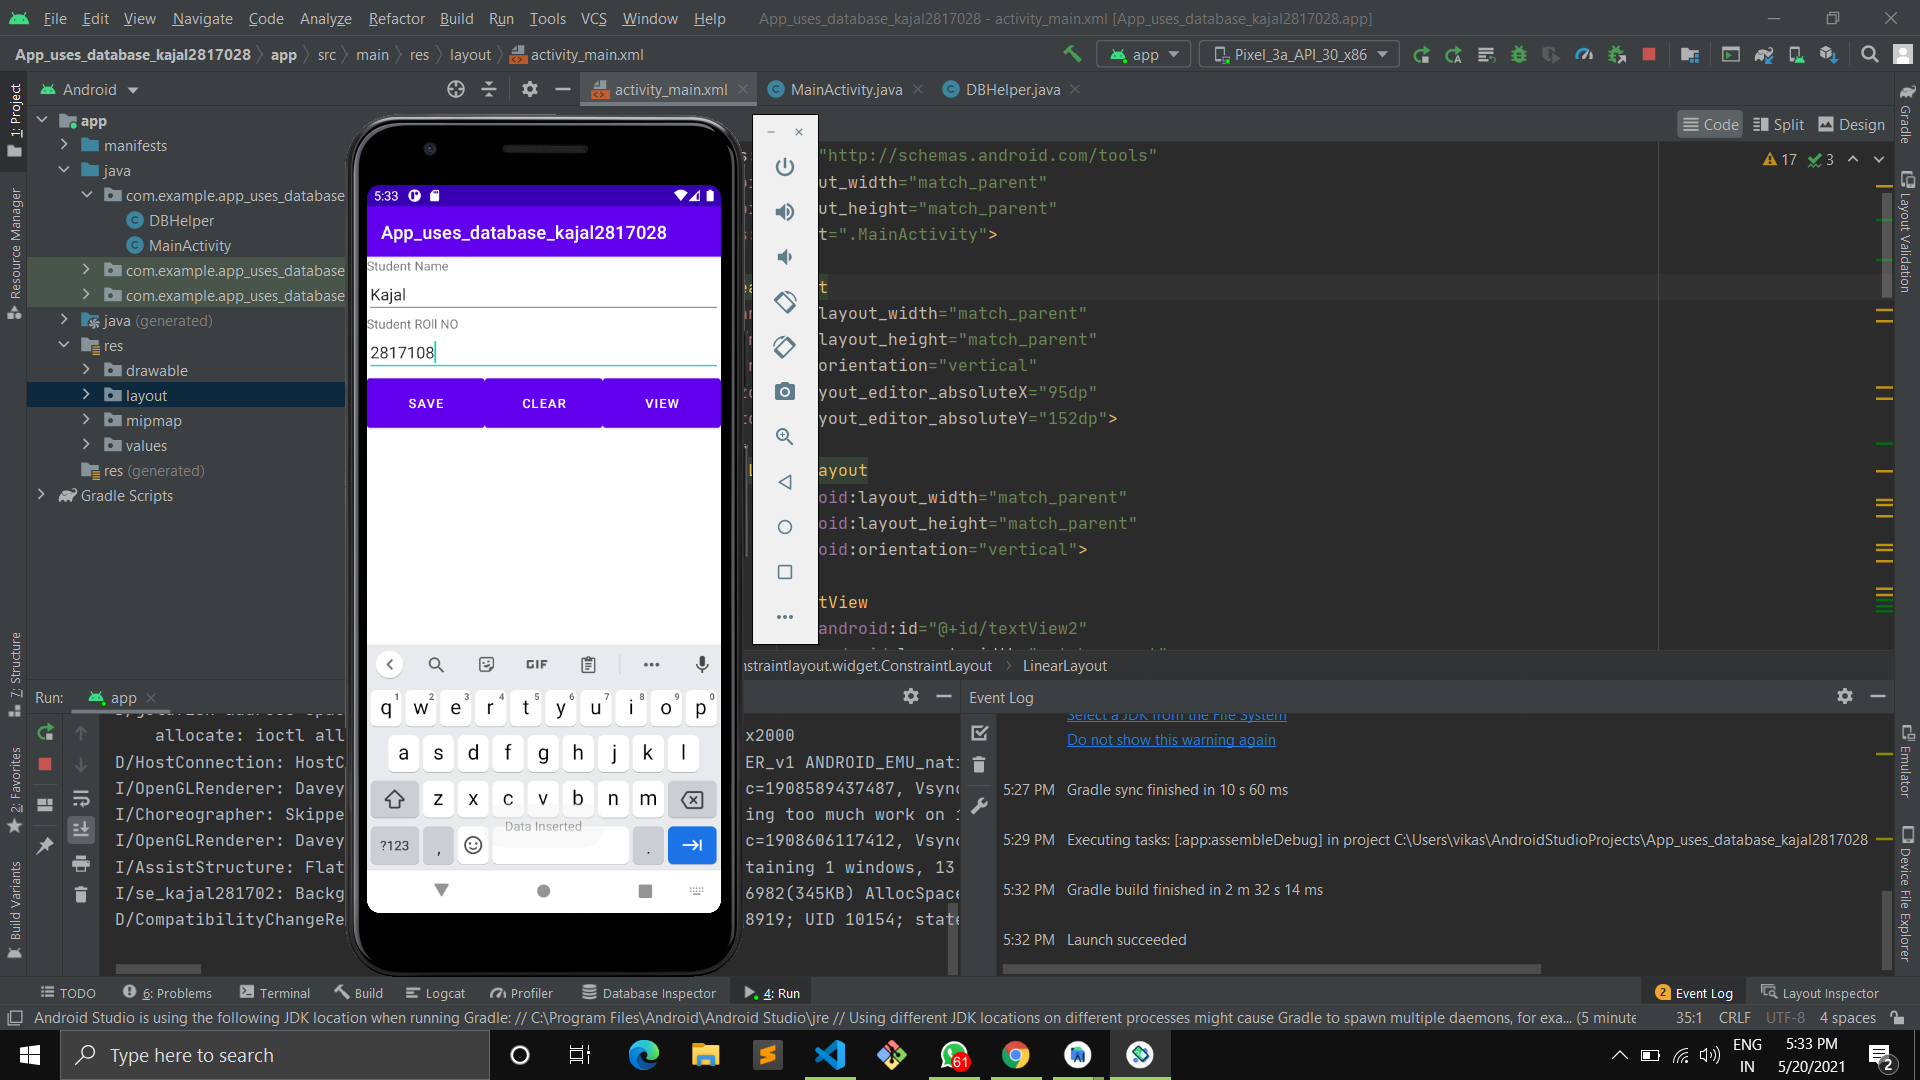 File Edit View Navigate Code Analyze Refactor Build Run Tools VCS Window Help App_uses_database_kajal2817028 - activity_main.xml [App_uses_database_kajal2817028.app]
App_uses_database_kajal2817028 app src main res layout activity_main.xml app Pixel_3a_API_30_x86
Android activity_main.xml MainActivity.java DBHelper.java
Code Split Design
1: Project
Resource Manager
7: Structure
2: Favorites
Build Variants
app
manifests
java
com.example.app_uses_database
DBHelper
MainActivity
com.example.app_uses_database
com.example.app_uses_database
java (generated)
res
drawable
layout
mipmap
values
res (generated)
Gradle Scripts
5:33
App_uses_database_kajal2817028
Student Name
Kajal
Student ROll NO
2817108
SAVE CLEAR VIEW
GIF
q1 w2 e3 r4 t5 y6 u7 i8 o9 p0
a s d f g h j k l
z x c v b n m
Data Inserted
?123 , .
17 3
"http://schemas.android.com/tools"
ut_width="match_parent"
ut_height="match_parent"
t=".MainActivity">
t
layout_width="match_parent"
layout_height="match_parent"
orientation="vertical"
yout_editor_absoluteX="95dp"
yout_editor_absoluteY="152dp">
ayout
oid:layout_width="match_parent"
oid:layout_height="match_parent"
oid:orientation="vertical">
tView
android:id="@+id/textView2"
nstraintlayout.widget.ConstraintLayout LinearLayout
Gradle
Layout Validation
Emulator
Device File Explorer
Run: app
allocate: ioctl all x2000
D/HostConnection: HostC ER_v1 ANDROID_EMU_nati
I/OpenGLRenderer: Davey c=1908589437487, Vsync
I/Choreographer: Skippe ing too much work on i
I/OpenGLRenderer: Davey c=1908606117412, Vsync
I/AssistStructure: Flat taining 1 windows, 13
I/se_kajal281702: Backg 6982(345KB) AllocSpace
D/CompatibilityChangeRe 8919; UID 10154; state
Event Log
Select a JDK from the File System
Do not show this warning again
5:27 PM Gradle sync finished in 10 s 60 ms
5:29 PM Executing tasks: [:app:assembleDebug] in project C:\Users\vikas\AndroidStudioProjects\App_uses_database_kajal2817028
5:32 PM Gradle build finished in 2 m 32 s 14 ms
5:32 PM Launch succeeded
TODO 6: Problems Terminal Build Logcat Profiler Database Inspector 4: Run 2 Event Log Layout Inspector
Android Studio is using the following JDK location when running Gradle: // C:\Program Files\Android\Android Studio\jre // Using different JDK locations on different processes might cause Gradle to spawn multiple daemons, for exa... (5 minute 35:1 CRLF UTF-8 4 spaces
Type here to search 61 ENG IN 5:33 PM 5/20/2021 2